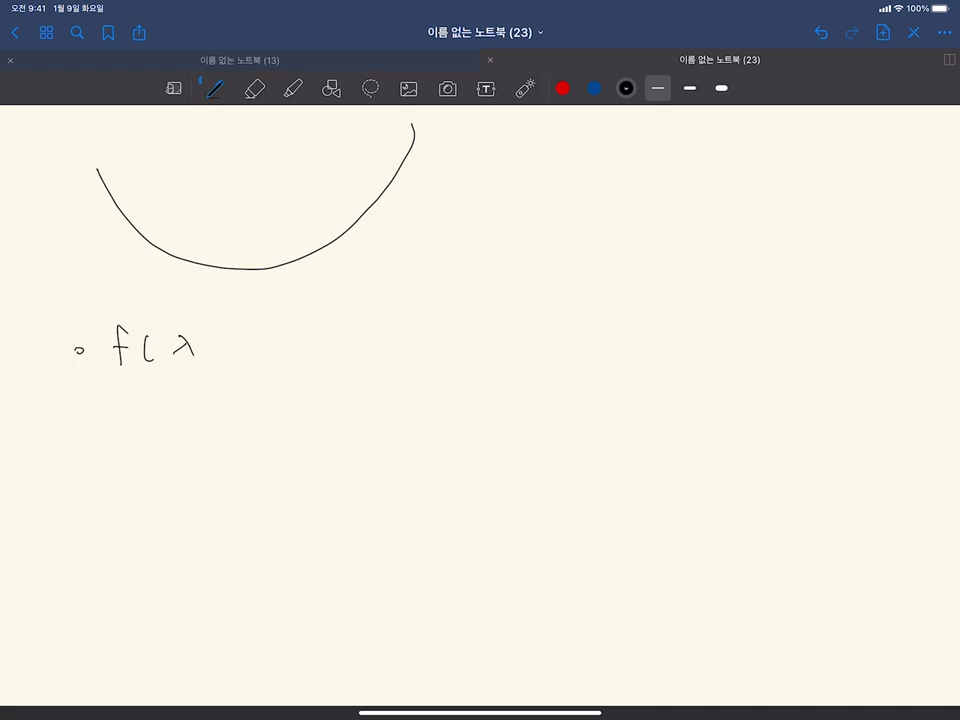 오전 9:41 1월 9일 화요일 100%
이름 없는 노트북 (23)
이름 없는 노트북 (13) 이름 없는 노트북 (23)
T
∘ f( λ